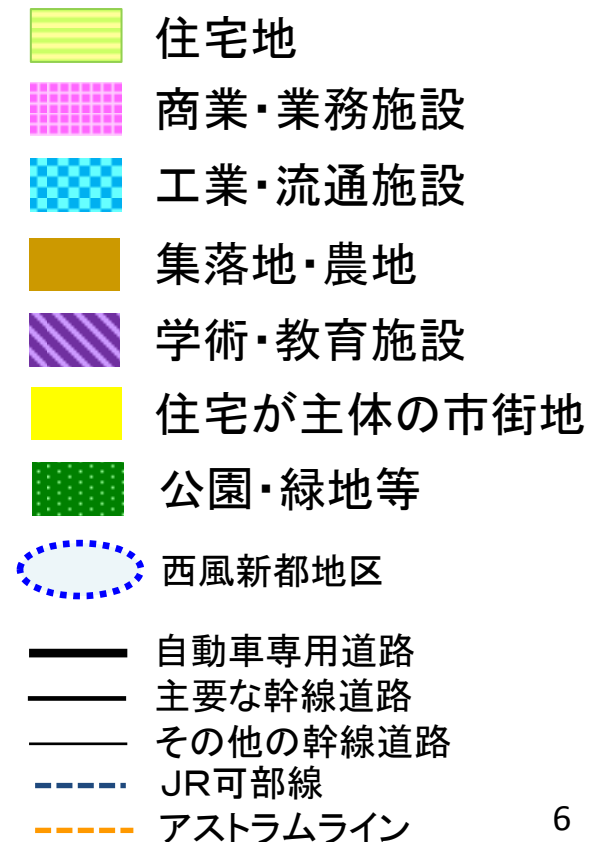 住宅地
商業・業務施設
工業・流通施設
集落地・農地
学術・教育施設
住宅が主体の市街地
公園・緑地等
西風新都地区
自動車専用道路
主要な幹線道路
その他の幹線道路
JR可部線
アストラムライン
6